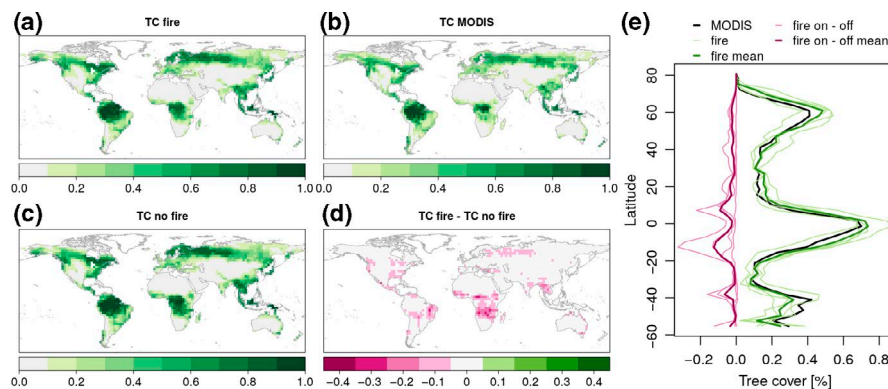 (a) TC fire
0.0 0.2 0.4 0.6 0.8 1.0
(b) TC MODIS
0.0 0.2 0.4 0.6 0.8 1.0
(c) TC no fire
0.0 0.2 0.4 0.6 0.8 1.0
(d) TC fire - TC no fire
−0.4 −0.3 −0.2 −0.1 0 0.1 0.2 0.3 0.4
(e)
MODIS
fire
fire mean
fire on - off
fire on - off mean
Latitude
80
60
40
20
0
−20
−40
−60
−0.2 0.0 0.2 0.4 0.6 0.8
Tree cover [%]